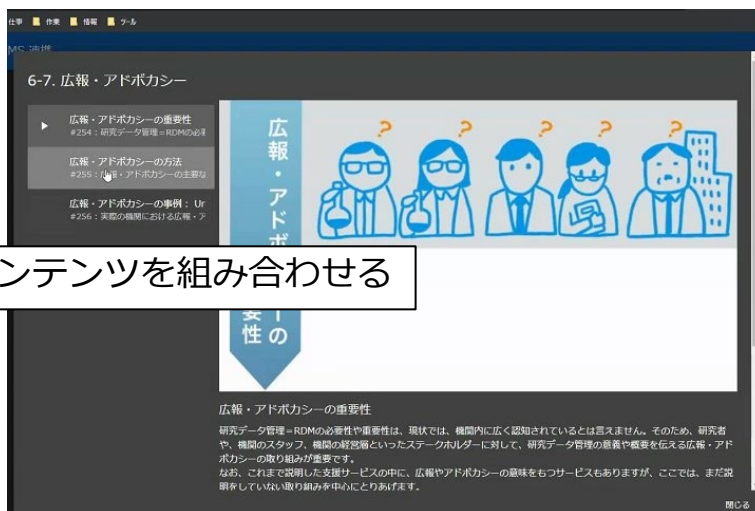 仕事 作業 情報 ツール
6-7. 広報・アドボカシー
広報・アドボカシーの重要性
#254：研究データ管理＝RDMの必要
広報・アドボカシーの方法
#255：広報・アドボカシーの主要な
広報・アドボカシーの事例： Ur
#256：実際の機関における広報・ア
ンテンツを組み合わせる
広報・アドボ
性の
? ? ? ? ?
広報・アドボカシーの重要性
研究データ管理＝RDMの必要性や重要性は、現状では、機関内に広く認知されているとは言えません。そのため、研究者
や、機関のスタッフ、機関の経営層といったステークホルダーに対して、研究データ管理の意義や概要を伝える広報・アド
ボカシーの取り組みが重要です。
なお、これまで説明した支援サービスの中に、広報やアドボカシーの意味をもつサービスもありますが、ここでは、まだ説
明をしていない取り組みを中心にとりあげます。
閉じる